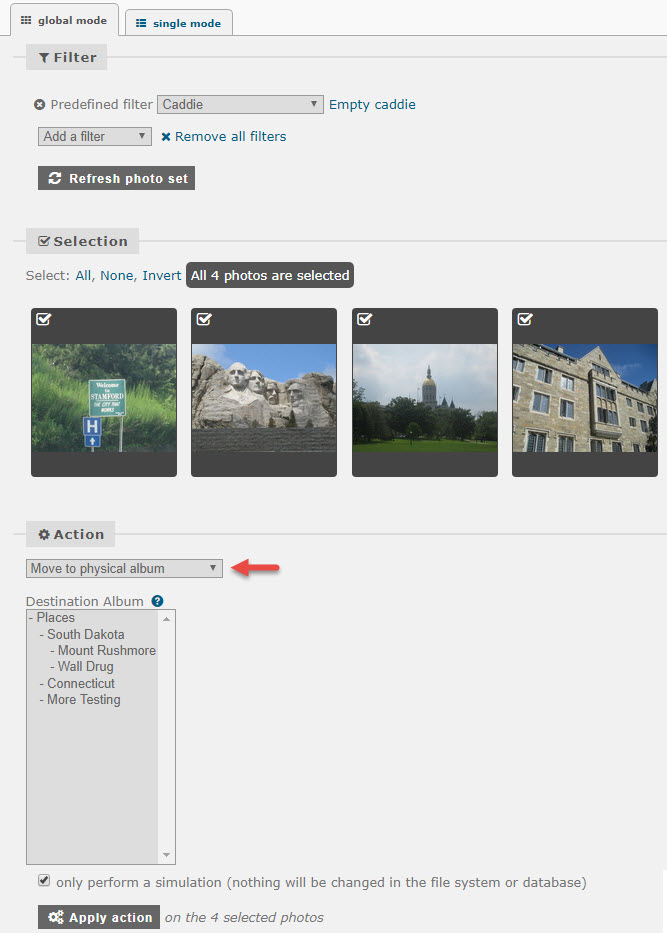 global mode
single mode
Filter
Predefined filter Caddie Empty caddie
Add a filter Remove all filters
Refresh photo set
Selection
Select: All, None, Invert All 4 photos are selected
Welcome
to
STAMFORD
THE CITY THAT
WORKS
H
Action
Move to physical album
Destination Album ?
- Places
- South Dakota
- Mount Rushmore
- Wall Drug
- Connecticut
- More Testing
only perform a simulation (nothing will be changed in the file system or database)
Apply action on the 4 selected photos